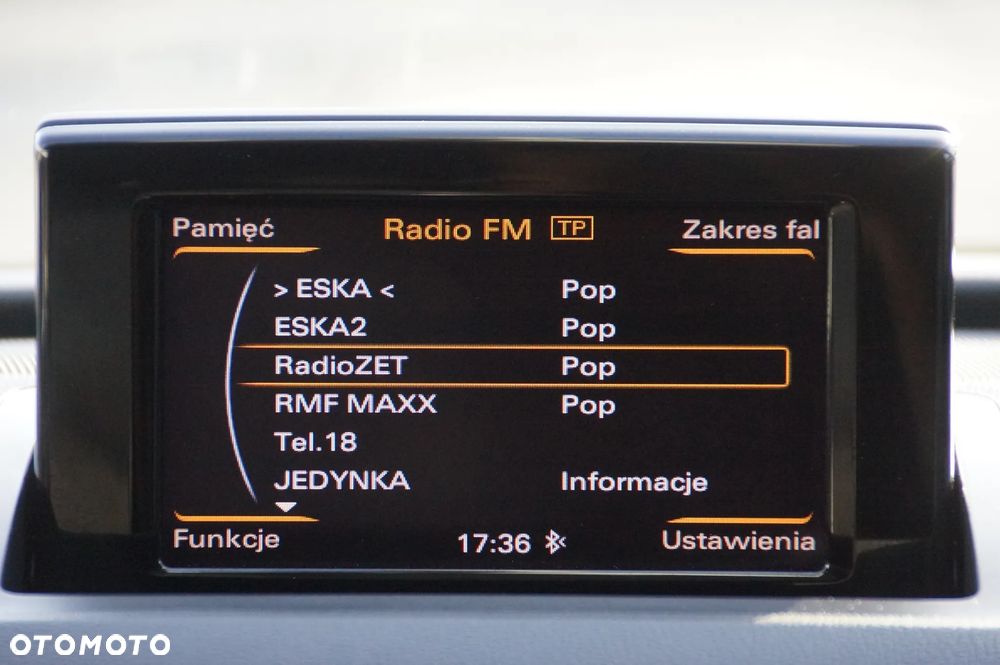 Pamięć Radio FM TP Zakres fal
> ESKA < Pop
ESKA2 Pop
RadioZET Pop
RMF MAXX Pop
Tel.18
JEDYNKA Informacje
Funkcje 17:36 Ustawienia
OTOMOTO